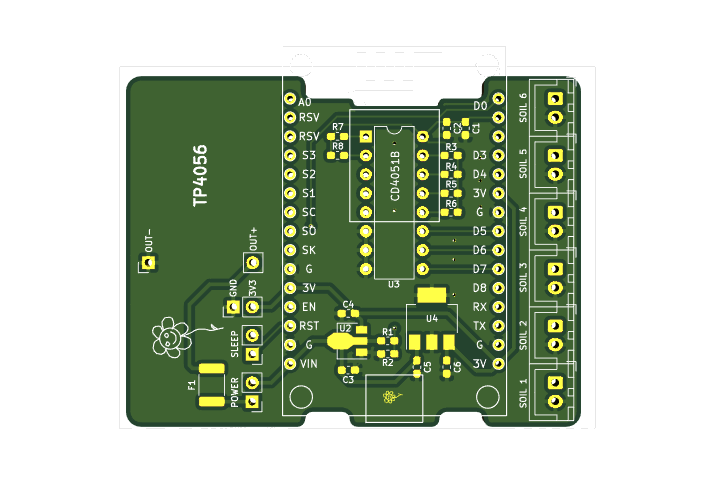 A0
RSV
RSV
S3
S2
S1
SC
SO
SK
G
3V
EN
RST
G
VIN
D0
D3
D4
3V
G
D5
D6
D7
D8
RX
TX
G
3V
R7
R8
CD4051B
U3
C2
C1
R3
R4
R5
R6
TP4056
OUT-
OUT+
GND
3V3
SLEEP
POWER
F1
C4
U2
R1
R2
C3
U4
C5
C6
SOIL 6
SOIL 5
SOIL 4
SOIL 3
SOIL 2
SOIL 1